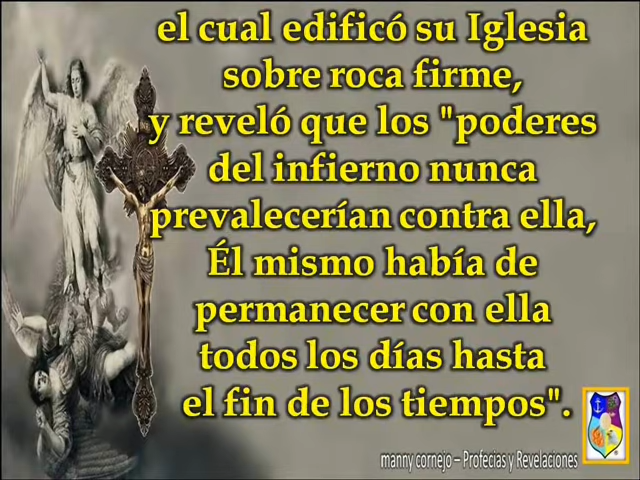 el cual edificó su Iglesia
sobre roca firme,
y reveló que los "poderes
del infierno nunca
prevalecerían contra ella,
Él mismo había de
permanecer con ella
todos los días hasta
el fin de los tiempos".
manny cornejo – Profecias y Revelaciones